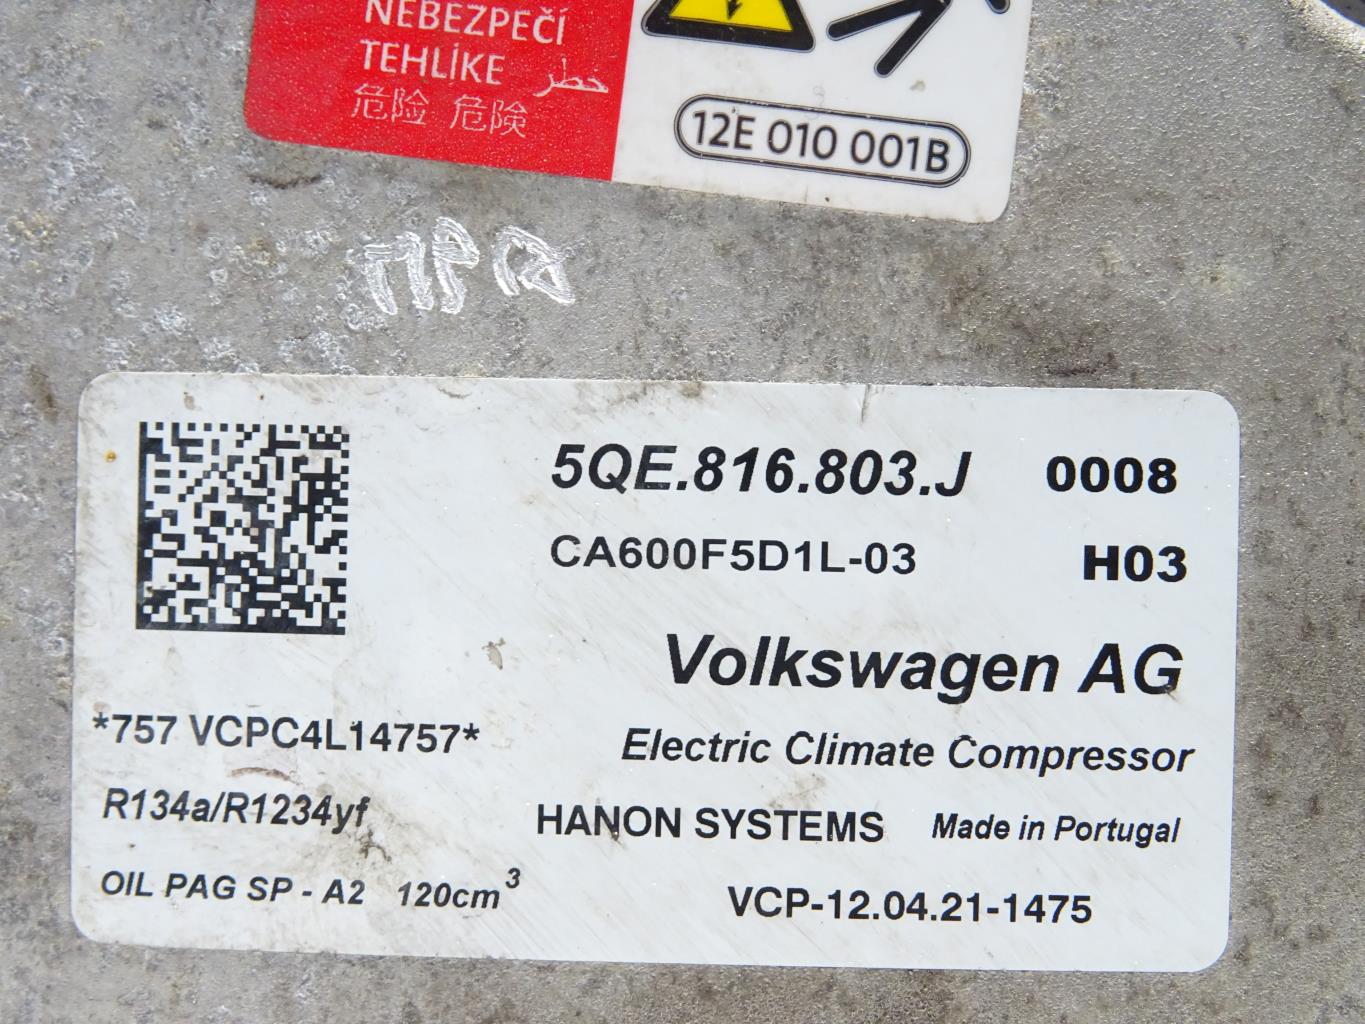 NEBEZPEČÍ
TEHLİKE خطر
危险 危険
12E 010 001B
5QE.816.803.J 0008
CA600F5D1L-03 H03
Volkswagen AG
*757 VCPC4L14757*
Electric Climate Compressor
R134a/R1234yf
HANON SYSTEMS Made in Portugal
OIL PAG SP - A2 120cm³
VCP-12.04.21-1475